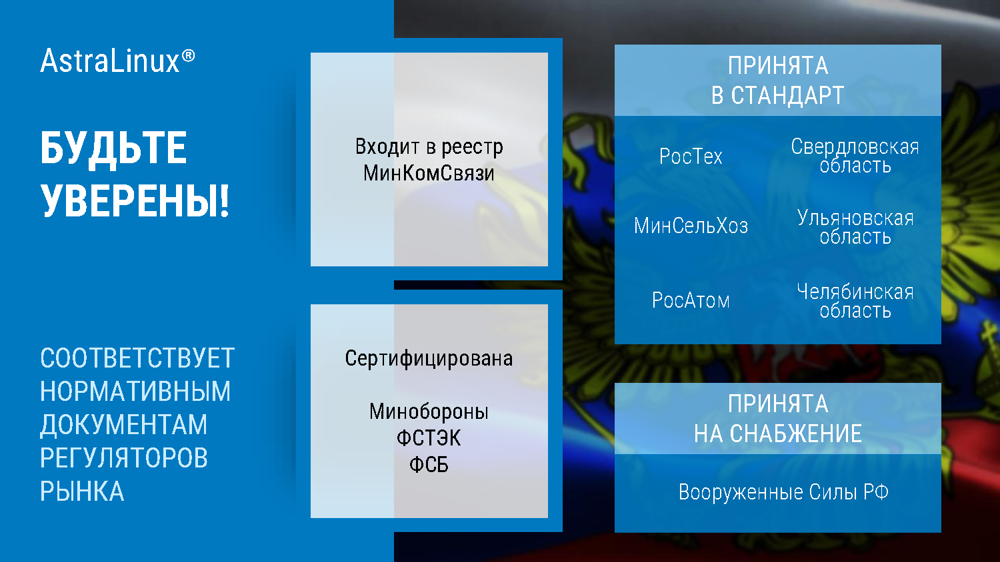 AstraLinux®
БУДЬТЕ
УВЕРЕНЫ!
СООТВЕТСТВУЕТ
НОРМАТИВНЫМ
ДОКУМЕНТАМ
РЕГУЛЯТОРОВ
РЫНКА
Входит в реестр
МинКомСвязи
Сертифицирована
Минобороны
ФСТЭК
ФСБ
ПРИНЯТА
В СТАНДАРТ
РосТех
Свердловская
область
МинСельХоз
Ульяновская
область
РосАтом
Челябинская
область
ПРИНЯТА
НА СНАБЖЕНИЕ
Вооруженные Силы РФ